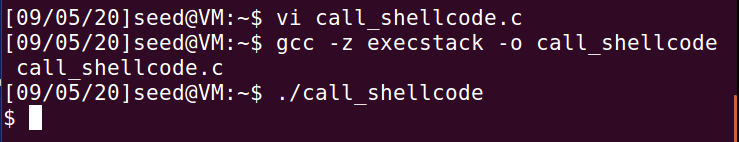 [09/05/20]seed@VM:~$ vi call_shellcode.c
[09/05/20]seed@VM:~$ gcc -z execstack -o call_shellcode
call_shellcode.c
[09/05/20]seed@VM:~$ ./call_shellcode
$